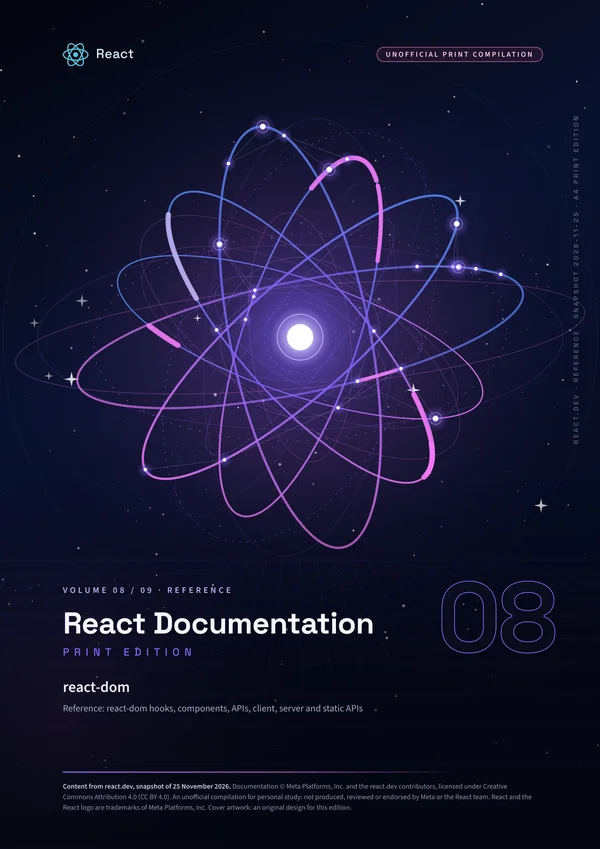 React
UNOFFICIAL PRINT COMPILATION
REACT.DEV · REFERENCE · SNAPSHOT 2026-11-25 · A4 PRINT EDITION
VOLUME 08 / 09 · REFERENCE
08
React Documentation
PRINT EDITION
react-dom
Reference: react-dom hooks, components, APIs, client, server and static APIs
Content from react.dev, snapshot of 25 November 2026. Documentation © Meta Platforms, Inc. and the react.dev contributors, licensed under Creative
Commons Attribution 4.0 (CC BY 4.0). An unofficial compilation for personal study: not produced, reviewed or endorsed by Meta or the React team. React and the
React logo are trademarks of Meta Platforms, Inc. Cover artwork: an original design for this edition.